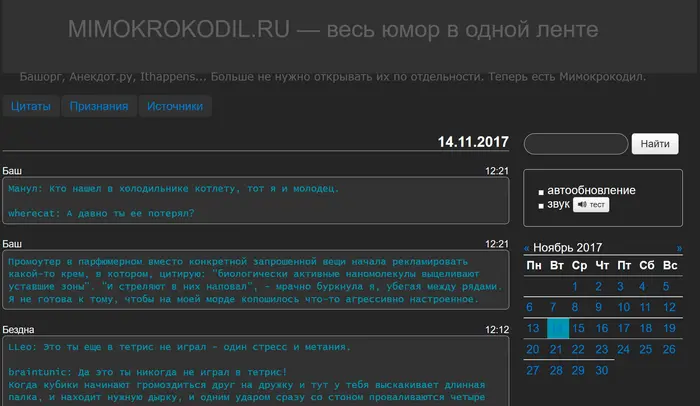 MIMOKROKODIL.RU — весь юмор в одной ленте
Башорг, Анекдот.ру, Ithappens... Больше не нужно открывать их по отдельности. Теперь есть Мимокрокодил.
Цитаты Признания Источники
14.11.2017
Найти
Баш 12:21
Манул: Кто нашел в холодильнике котлету, тот я и молодец.
wherecat: А давно ты ее потерял?
автообновление
звук тест
Баш 12:21
Промоутер в парфюмерном вместо конкретной запрошенной вещи начала рекламировать
какой-то крем, в котором, цитирую: "биологически активные наномолекулы выцеливают
уставшие зоны". "и стреляют в них наповал", - мрачно буркнула я, убегая между рядами.
Я не готова к тому, чтобы на моей морде копошилось что-то агрессивно настроенное.
Бездна 12:12
LLeo: Это ты еще в тетрис не играл - один стресс и метания.
braintunic: Да это ты никогда не играл в тетрис!
Когда кубики начинают громоздиться друг на дружку и тут у тебя выскакивает длинная
палка, и находит нужную дырку, и одним ударом сразу со стоном проваливаются четыре
« Ноябрь 2017 »
Пн Вт Ср Чт Пт Сб Вс
1 2 3 4 5
6 7 8 9 10 11 12
13 14 15 16 17 18 19
20 21 22 23 24 25 26
27 28 29 30